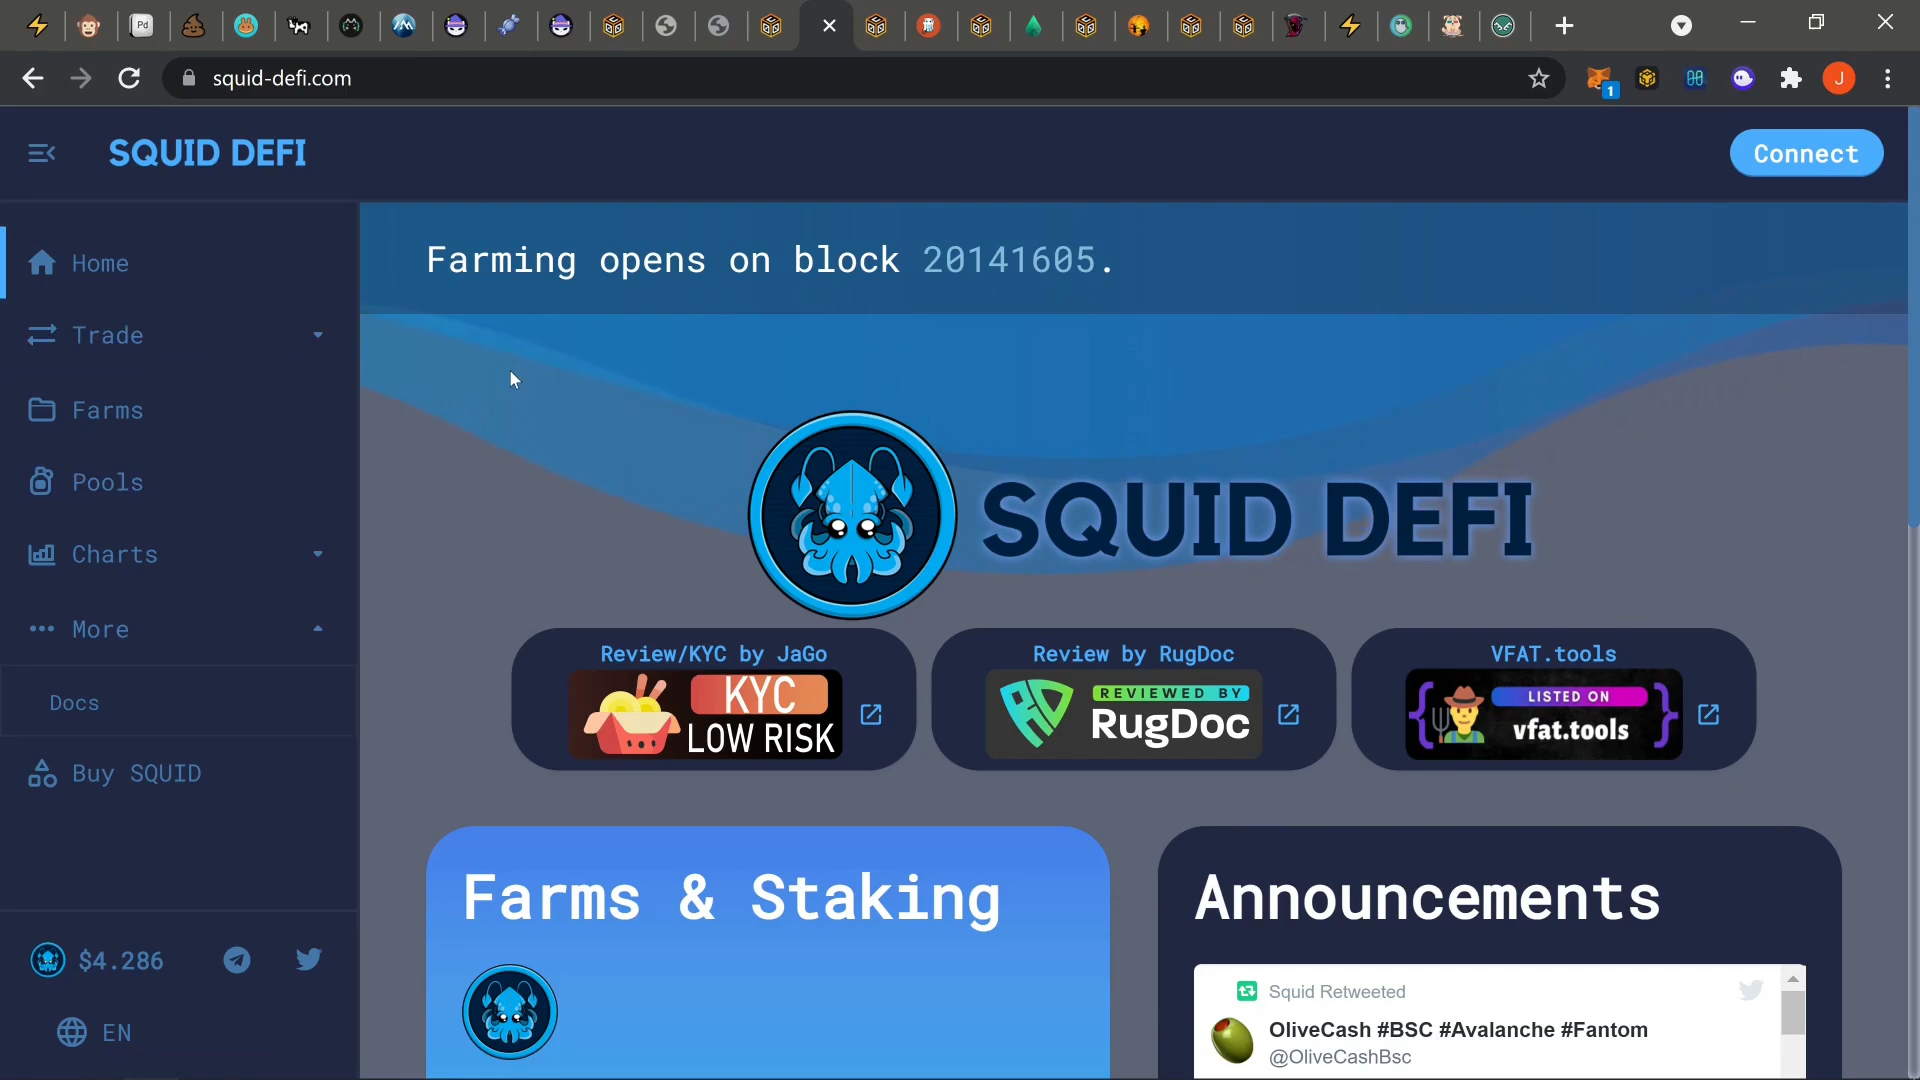 Pd
squid-defi.com
1
J
SQUID DEFI
Connect
Home
Trade
Farms
Pools
Charts
More
Docs
Buy SQUID
$4.286
EN
Farming opens on block 20141605.
SQUID DEFI
Review/KYC by JaGo
KYC
LOW RISK
Review by RugDoc
REVIEWED BY
RugDoc
VFAT.tools
LISTED ON
vfat.tools
Farms & Staking
Announcements
Squid Retweeted
OliveCash #BSC #Avalanche #Fantom
@OliveCashBsc